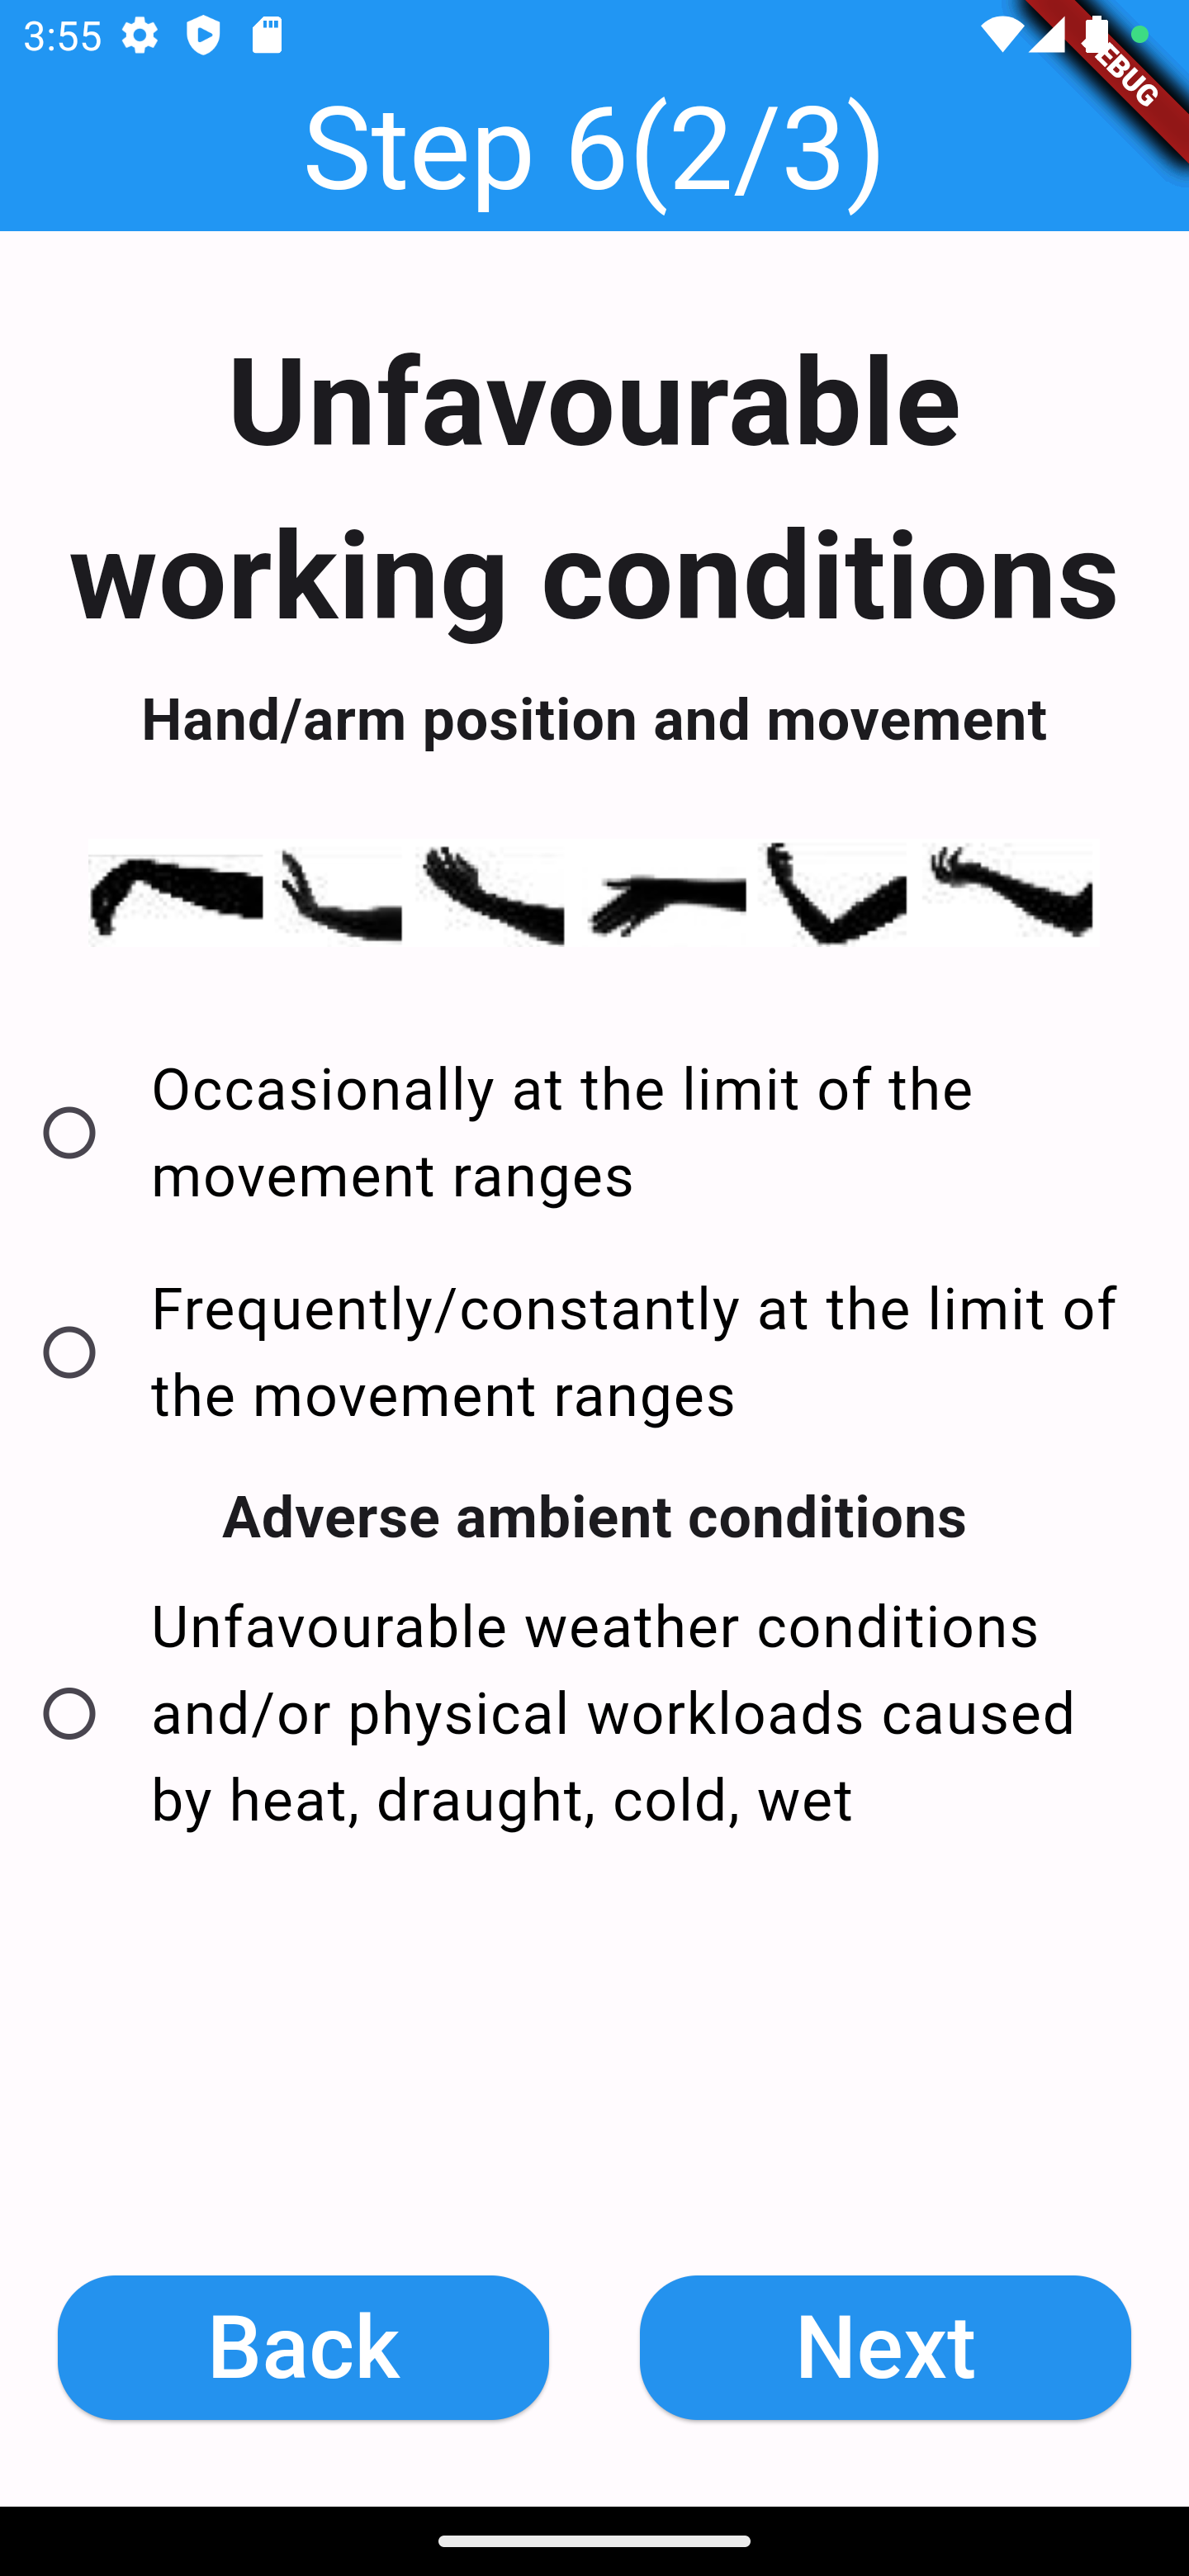 3:55
DEBUG
Step 6(2/3)
Unfavourable
working conditions
Hand/arm position and movement
Occasionally at the limit of the
movement ranges
Frequently/constantly at the limit of
the movement ranges
Adverse ambient conditions
Unfavourable weather conditions
and/or physical workloads caused
by heat, draught, cold, wet
Back
Next